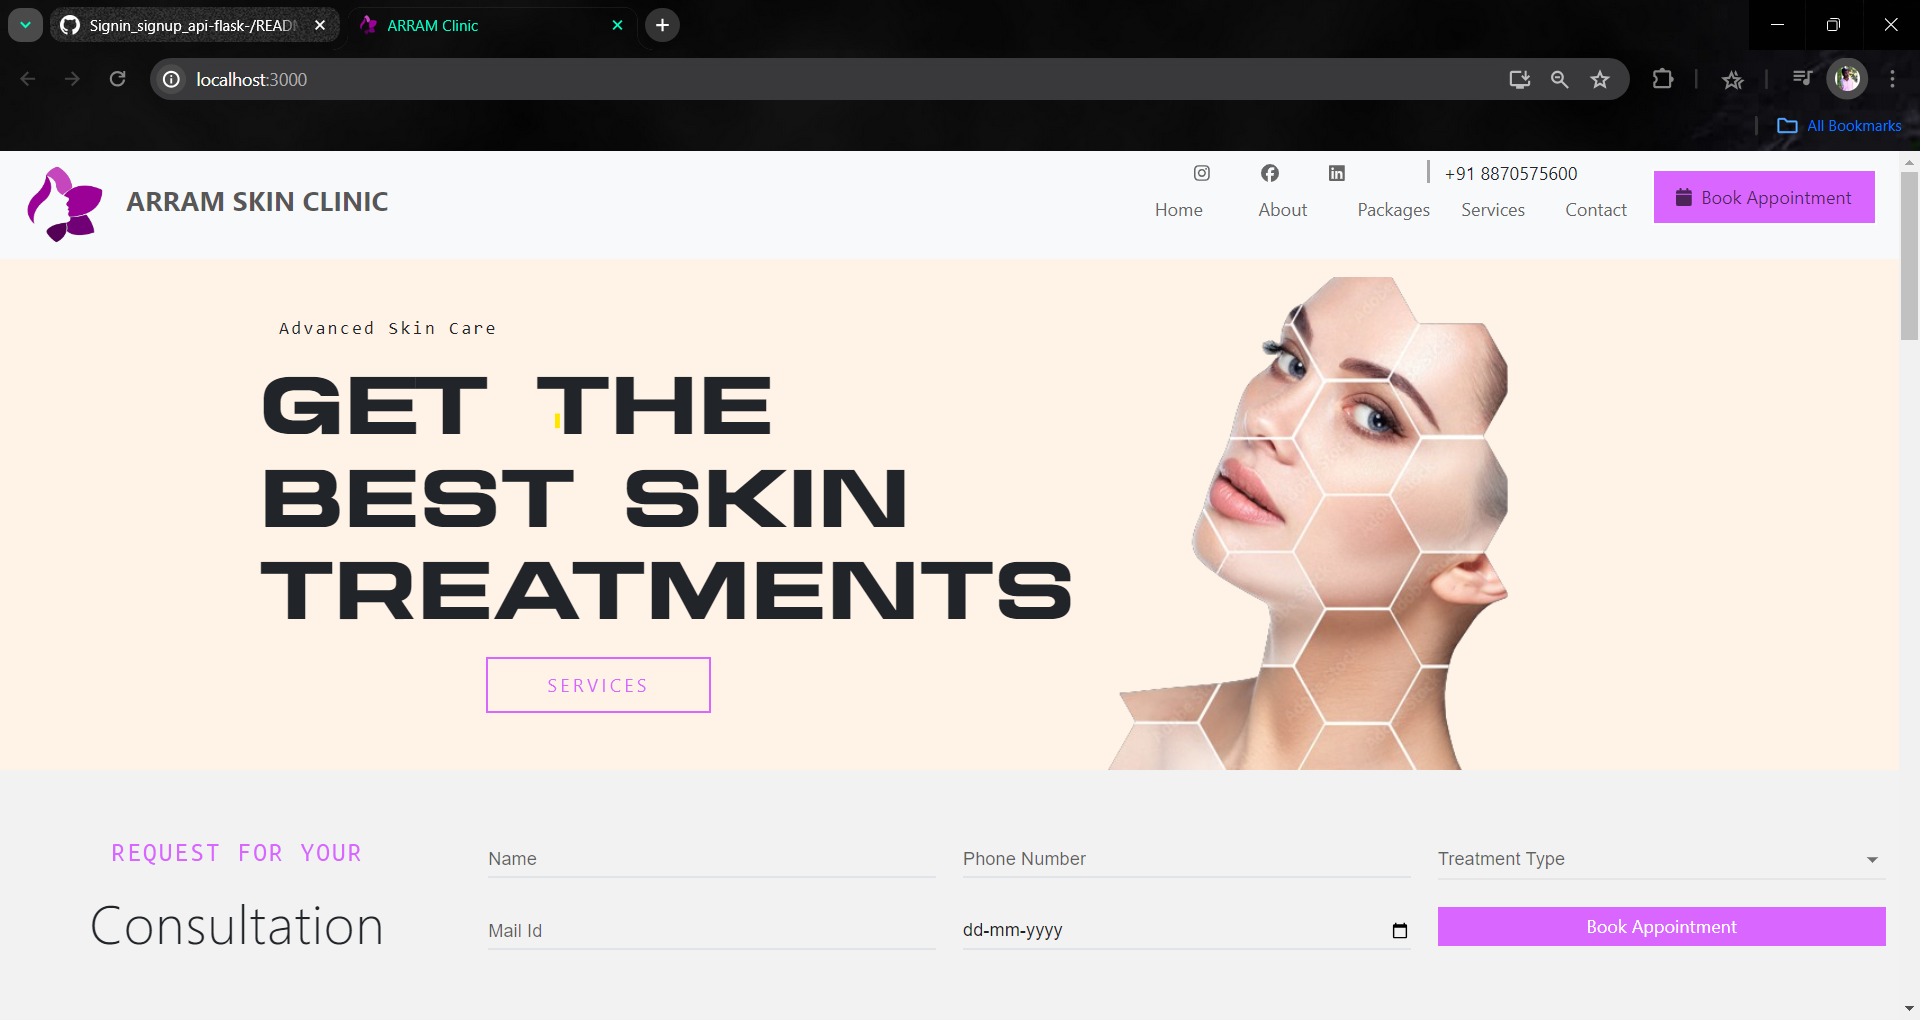 Signin_signup_api-flask-/READM
ARRAM Clinic
localhost:3000
All Bookmarks
ARRAM SKIN CLINIC
+91 8870575600
Home About Packages Services Contact
Book Appointment
Advanced Skin Care
GET THE
BEST SKIN
TREATMENTS
SERVICES
REQUEST FOR YOUR
Consultation
Name
Phone Number
Treatment Type
Mail Id
dd-mm-yyyy
Book Appointment